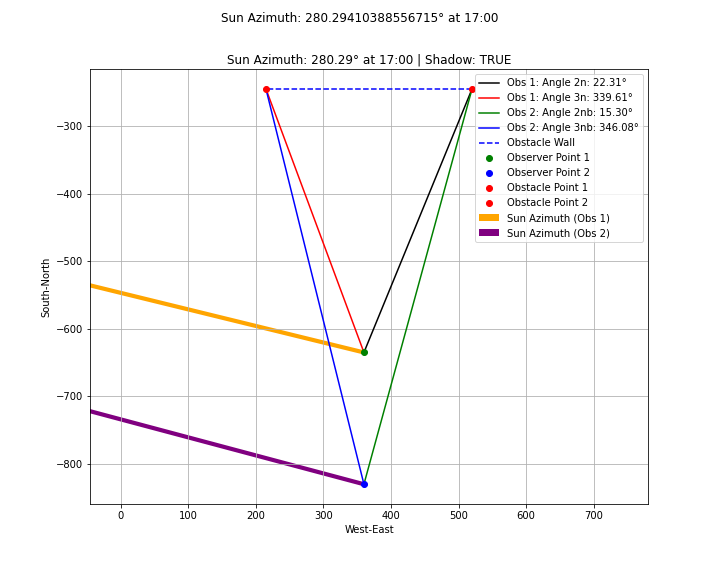 Sun Azimuth: 280.29410388556715° at 17:00
Sun Azimuth: 280.29° at 17:00 | Shadow: TRUE
Obs 1: Angle 2n: 22.31°
Obs 1: Angle 3n: 339.61°
Obs 2: Angle 2nb: 15.30°
Obs 2: Angle 3nb: 346.08°
Obstacle Wall
Observer Point 1
Observer Point 2
Obstacle Point 1
Obstacle Point 2
Sun Azimuth (Obs 1)
Sun Azimuth (Obs 2)
South-North
−300
−400
−500
−600
−700
−800
0 100 200 300 400 500 600 700
West-East